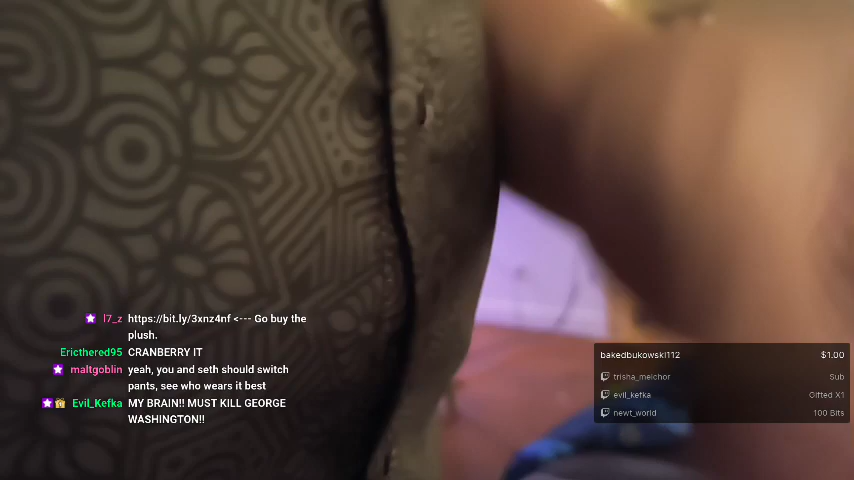 l7_z https://bit.ly/3xnz4nf <--- Go buy the
plush.
Ericthered95 CRANBERRY IT
maltgoblin yeah, you and seth should switch
pants, see who wears it best
Evil_Kefka MY BRAIN!! MUST KILL GEORGE
WASHINGTON!!
bakedbukowski112 $1.00
trisha_melchor Sub
evil_kefka Gifted X1
newt_world 100 Bits